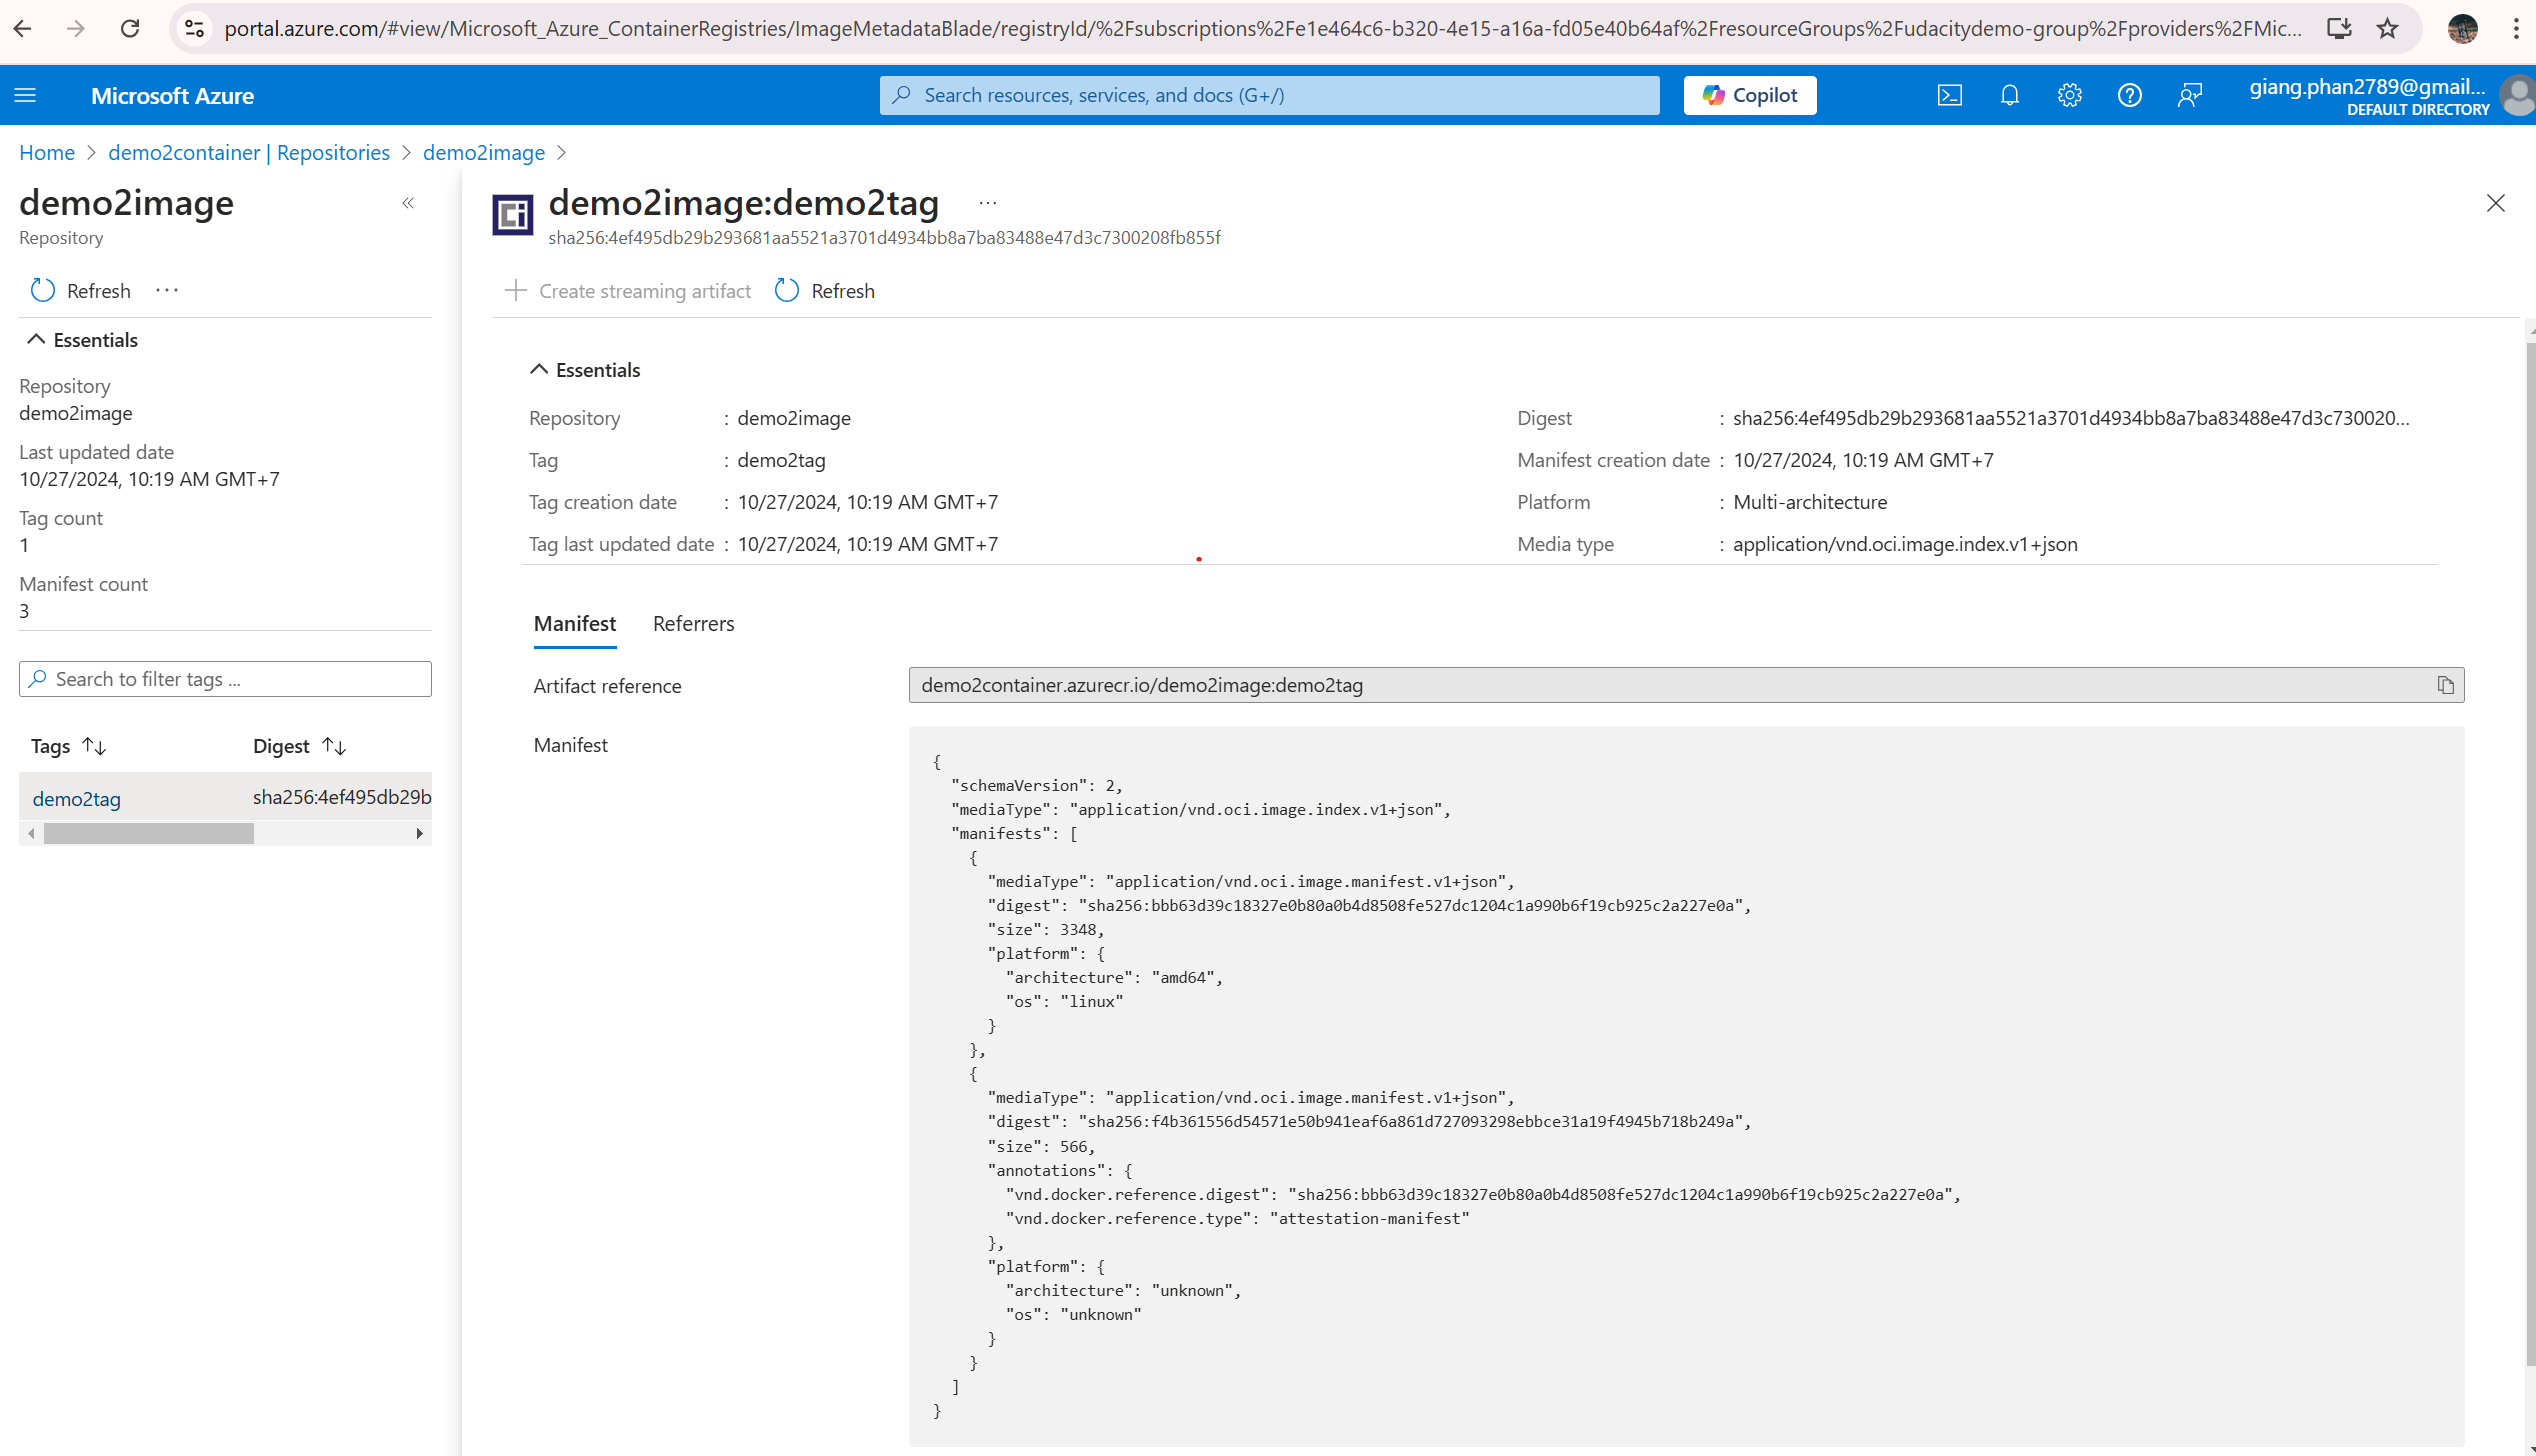 portal.azure.com/#view/Microsoft_Azure_ContainerRegistries/ImageMetadataBlade/registryId/%2Fsubscriptions%2Fe1e464c6-b320-4e15-a16a-fd05e40b64af%2FresourceGroups%2Fudacitydemo-group%2Fproviders%2FMic...
Microsoft Azure
Search resources, services, and docs (G+/)
Copilot
giang.phan2789@gmail...
DEFAULT DIRECTORY
Home > demo2container | Repositories > demo2image >
demo2image
Repository
Refresh ...
Essentials
Repository
demo2image
Last updated date
10/27/2024, 10:19 AM GMT+7
Tag count
1
Manifest count
3
Search to filter tags ...
Tags Digest
demo2tag sha256:4ef495db29b
demo2image:demo2tag ...
sha256:4ef495db29b293681aa5521a3701d4934bb8a7ba83488e47d3c7300208fb855f
Create streaming artifact Refresh
Essentials
Repository : demo2image
Tag : demo2tag
Tag creation date : 10/27/2024, 10:19 AM GMT+7
Tag last updated date : 10/27/2024, 10:19 AM GMT+7
Digest : sha256:4ef495db29b293681aa5521a3701d4934bb8a7ba83488e47d3c730020...
Manifest creation date : 10/27/2024, 10:19 AM GMT+7
Platform : Multi-architecture
Media type : application/vnd.oci.image.index.v1+json
Manifest Referrers
Artifact reference demo2container.azurecr.io/demo2image:demo2tag
Manifest
{
"schemaVersion": 2,
"mediaType": "application/vnd.oci.image.index.v1+json",
"manifests": [
{
"mediaType": "application/vnd.oci.image.manifest.v1+json",
"digest": "sha256:bbb63d39c18327e0b80a0b4d8508fe527dc1204c1a990b6f19cb925c2a227e0a",
"size": 3348,
"platform": {
"architecture": "amd64",
"os": "linux"
}
},
{
"mediaType": "application/vnd.oci.image.manifest.v1+json",
"digest": "sha256:f4b361556d54571e50b941eaf6a861d727093298ebbce31a19f4945b718b249a",
"size": 566,
"annotations": {
"vnd.docker.reference.digest": "sha256:bbb63d39c18327e0b80a0b4d8508fe527dc1204c1a990b6f19cb925c2a227e0a",
"vnd.docker.reference.type": "attestation-manifest"
},
"platform": {
"architecture": "unknown",
"os": "unknown"
}
}
]
}